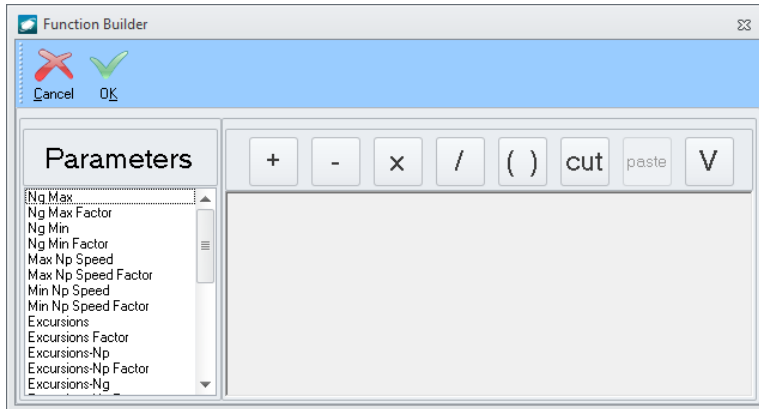 Function Builder
Cancel OK
Parameters
+ - x / ( ) cut paste V
Ng Max
Ng Max Factor
Ng Min
Ng Min Factor
Max Np Speed
Max Np Speed Factor
Min Np Speed
Min Np Speed Factor
Excursions
Excursions Factor
Excursions-Np
Excursions-Np Factor
Excursions-Ng